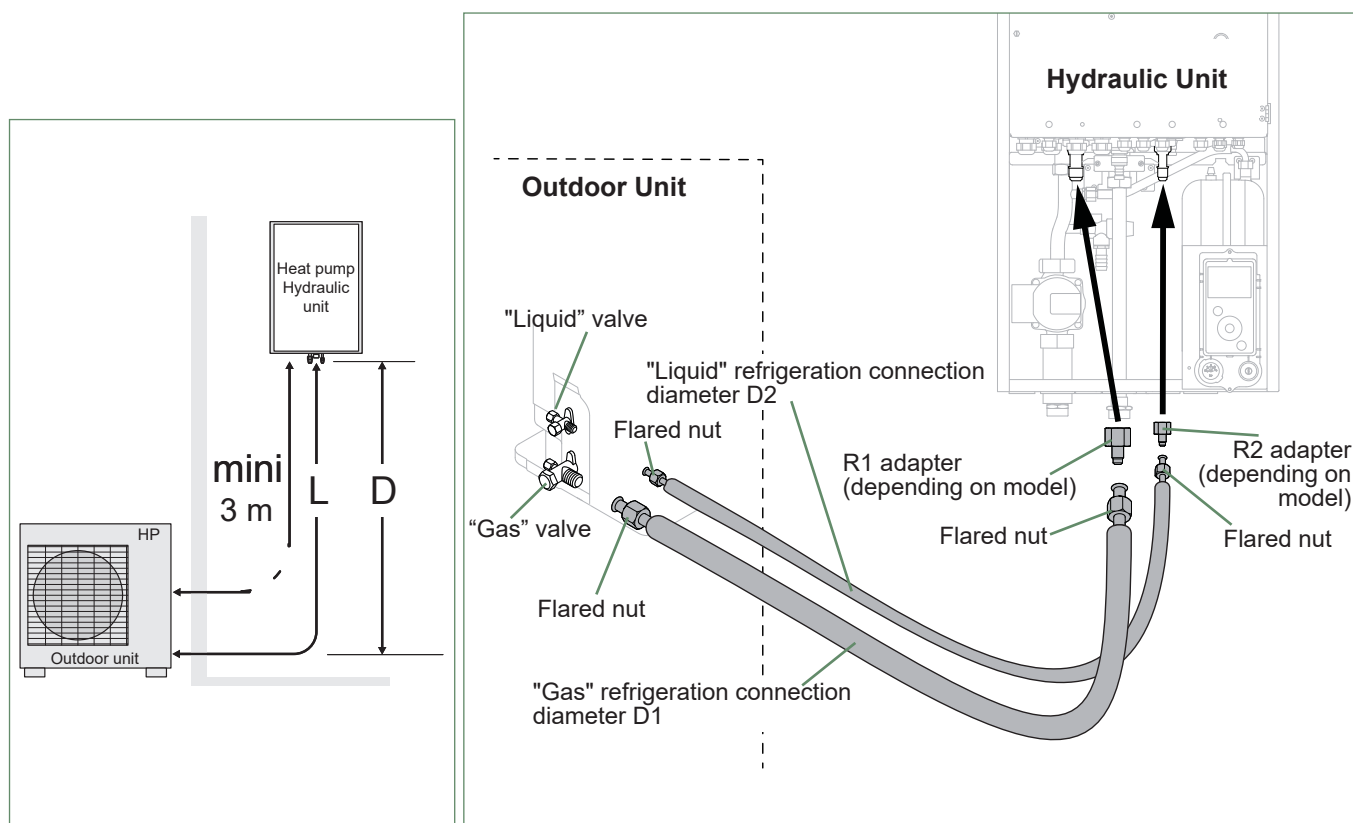 Heat pump
Hydraulic
unit
mini
3 m
L
D
HP
Outdoor unit
Hydraulic Unit
Outdoor Unit
"Liquid” valve
"Liquid" refrigeration connection
diameter D2
Flared nut
“Gas” valve
Flared nut
R1 adapter
(depending on model)
Flared nut
R2 adapter
(depending on
model)
Flared nut
"Gas" refrigeration connection
diameter D1